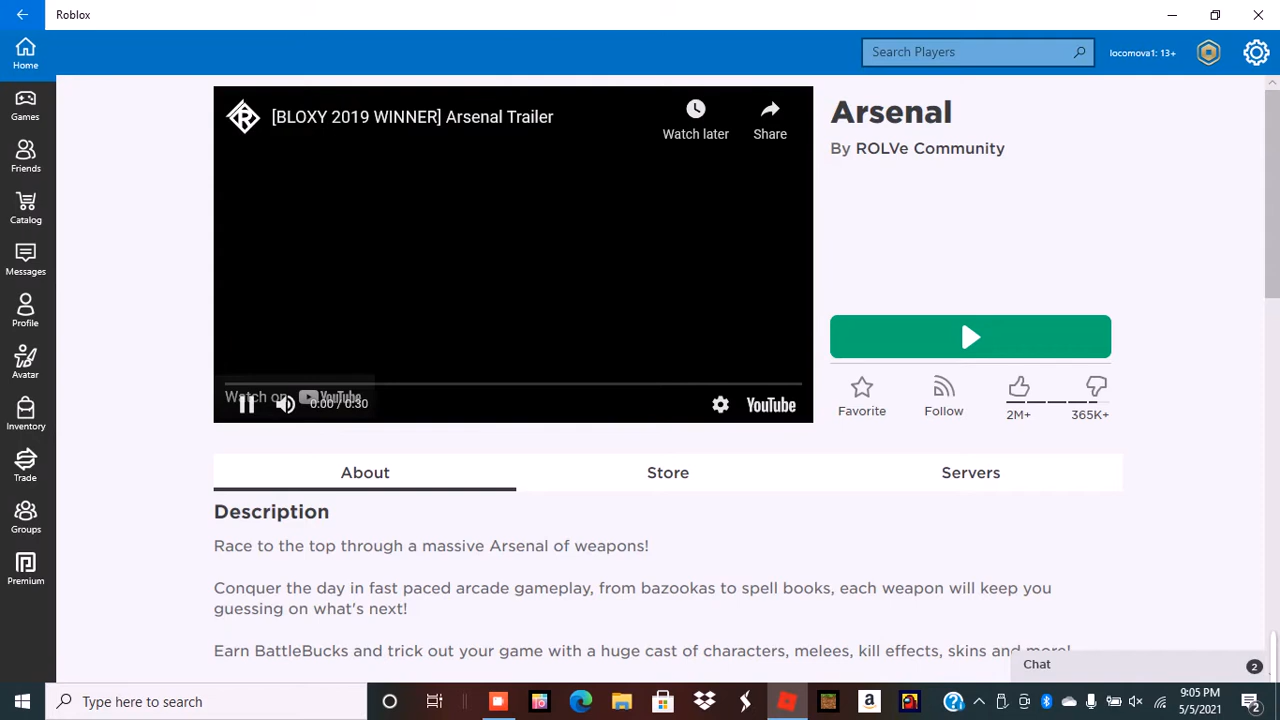 Roblox
Search Players
locomova1: 13+
Home
Games
Friends
Catalog
Messages
Profile
Avatar
Inventory
Trade
Groups
Premium
[BLOXY 2019 WINNER] Arsenal Trailer
Watch later
Share
Watch on YouTube
0:00 / 0:30
YouTube
Arsenal
By ROLVe Community
Favorite
Follow
2M+
365K+
About
Store
Servers
Description
Race to the top through a massive Arsenal of weapons!
Conquer the day in fast paced arcade gameplay, from bazookas to spell books, each weapon will keep you
guessing on what's next!
Earn BattleBucks and trick out your game with a huge cast of characters, melees, kill effects, skins and more!
Chat
2
Type here to search
9:05 PM
5/5/2021
2